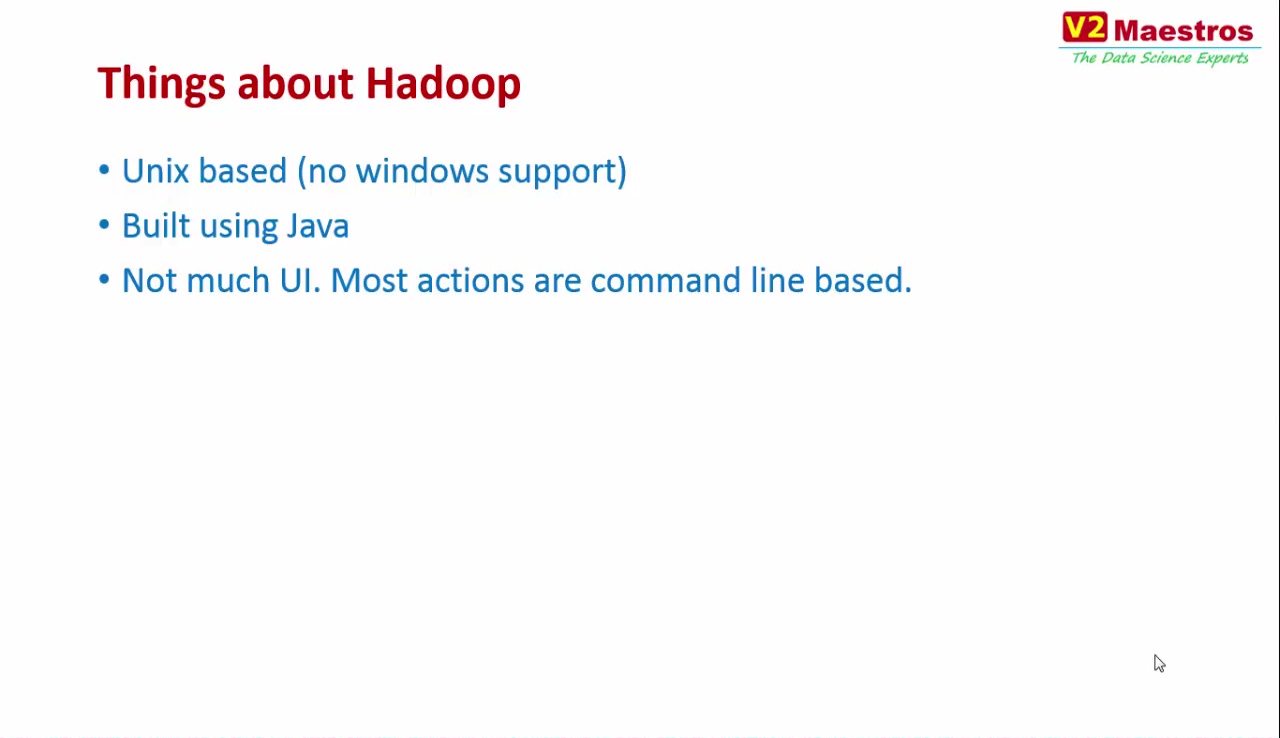 V2 Maestros
The Data Science Experts
Things about Hadoop
• Unix based (no windows support)
• Built using Java
• Not much UI. Most actions are command line based.